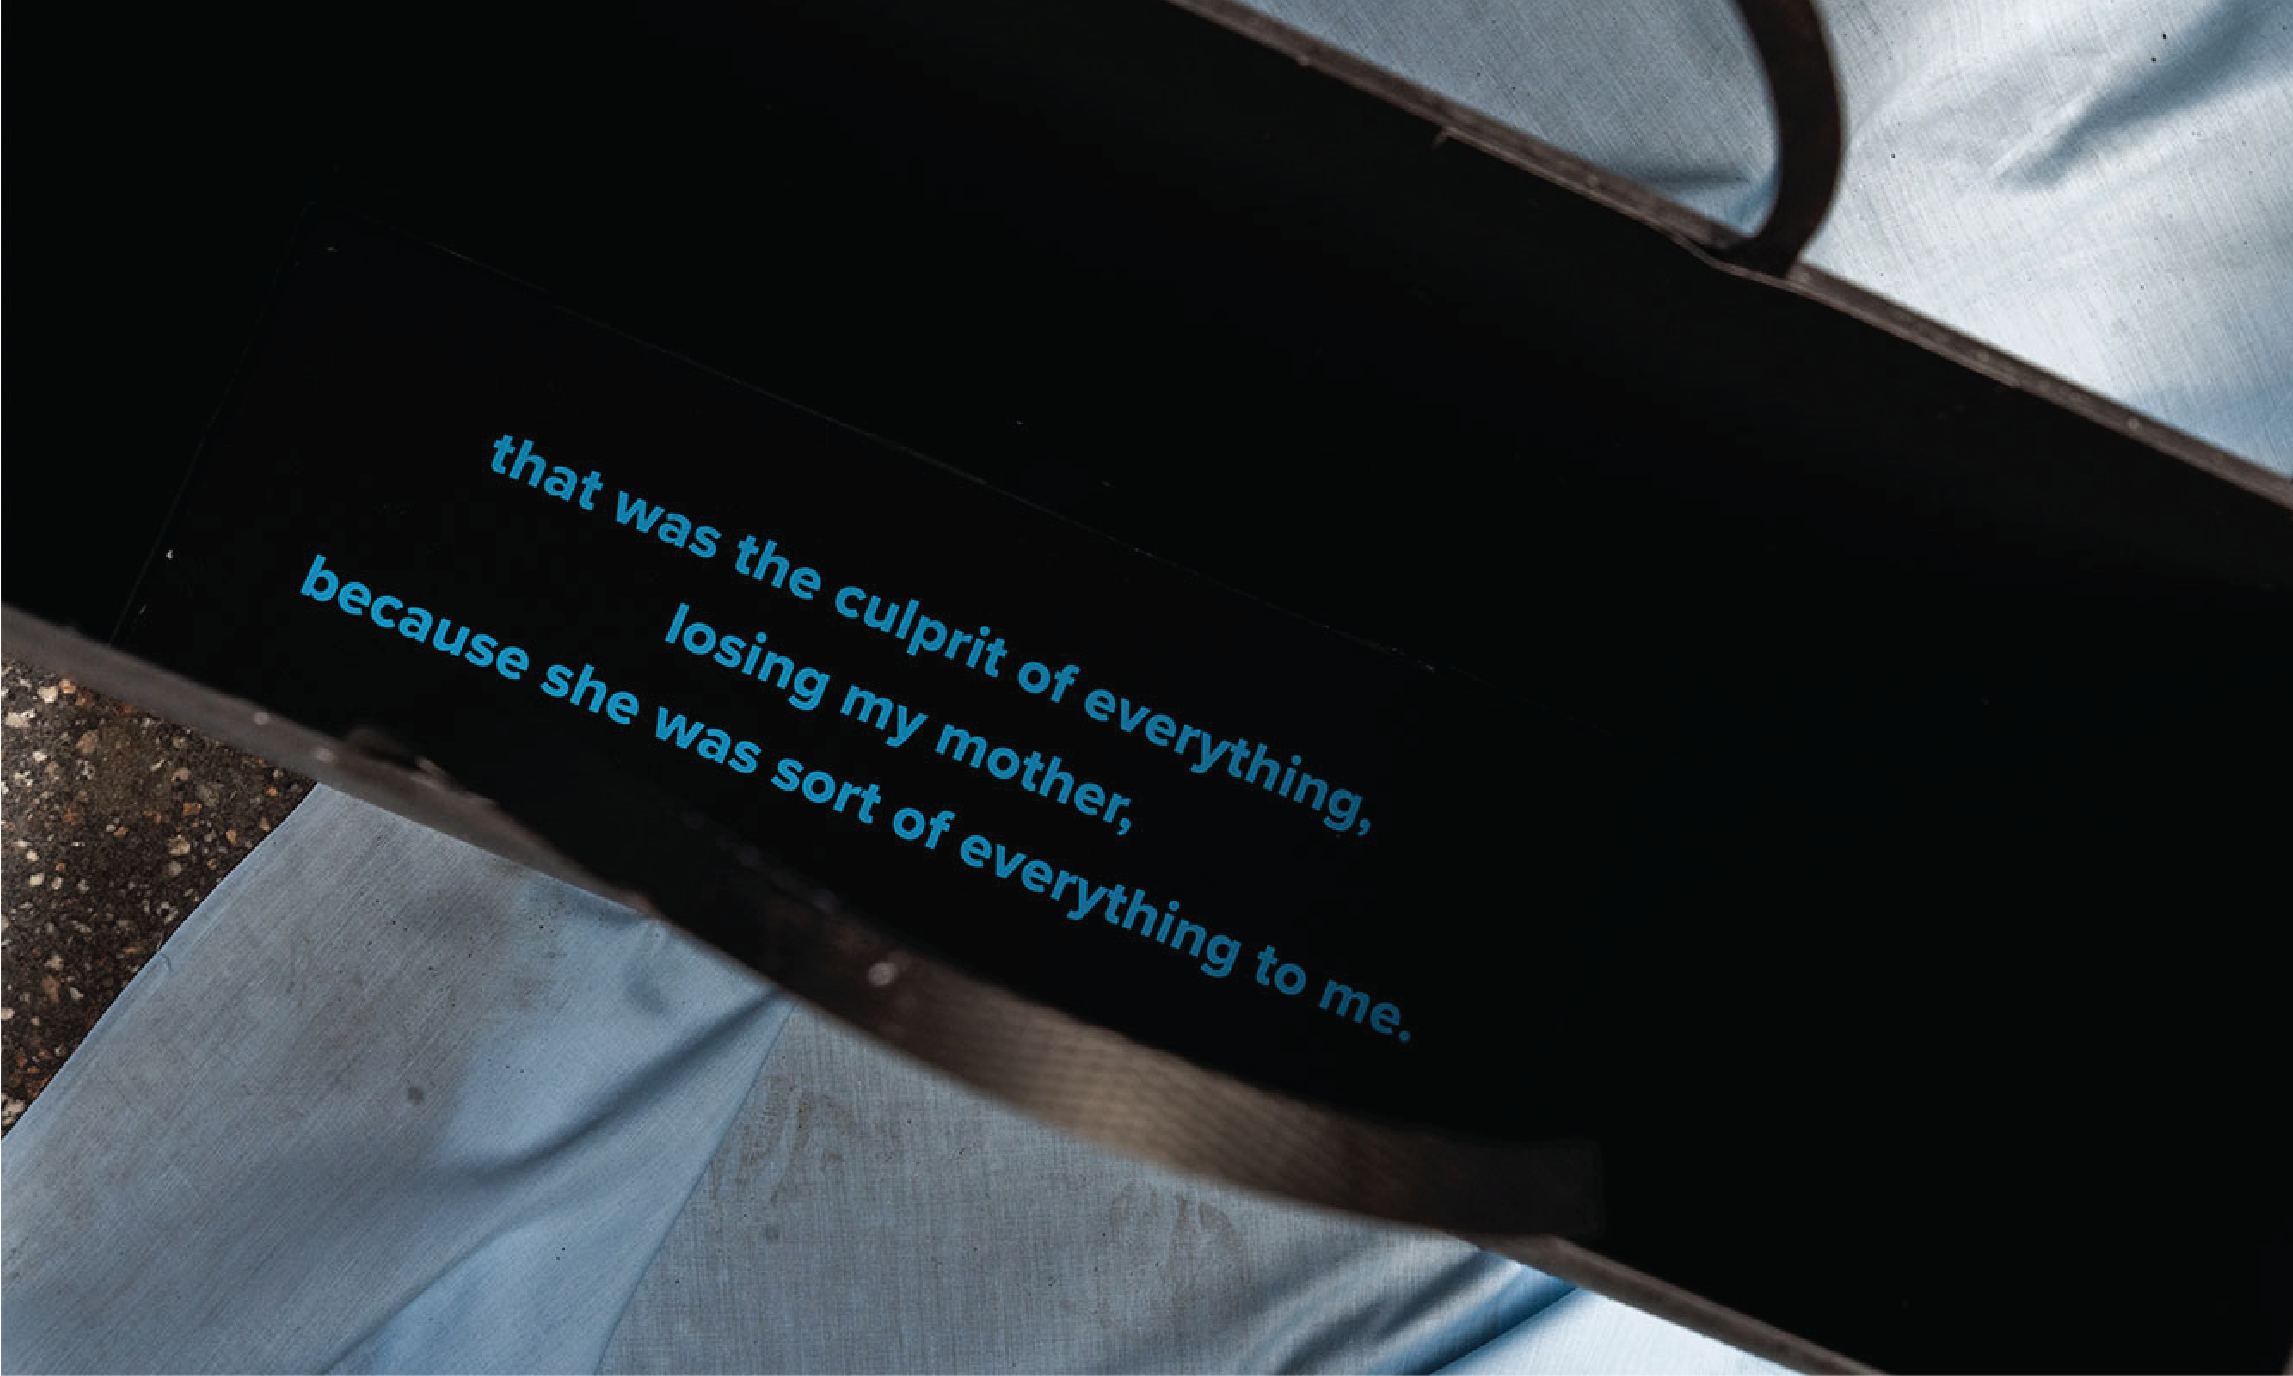 that was the culprit of everything,
losing my mother,
because she was sort of everything to me.